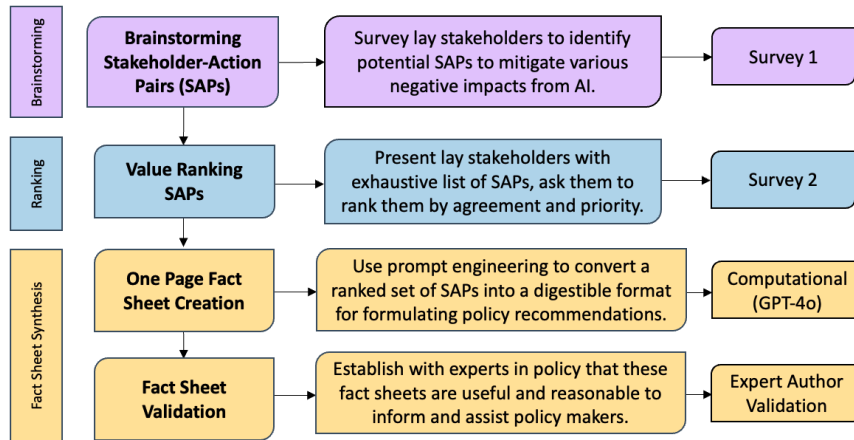 Brainstorming
Brainstorming
Stakeholder-Action
Pairs (SAPs)
Survey lay stakeholders to identify
potential SAPs to mitigate various
negative impacts from AI.
Survey 1
Ranking
Value Ranking
SAPs
Present lay stakeholders with
exhaustive list of SAPs, ask them to
rank them by agreement and priority.
Survey 2
Fact Sheet Synthesis
One Page Fact
Sheet Creation
Use prompt engineering to convert a
ranked set of SAPs into a digestible format
for formulating policy recommendations.
Computational
(GPT-4o)
Fact Sheet
Validation
Establish with experts in policy that these
fact sheets are useful and reasonable to
inform and assist policy makers.
Expert Author
Validation